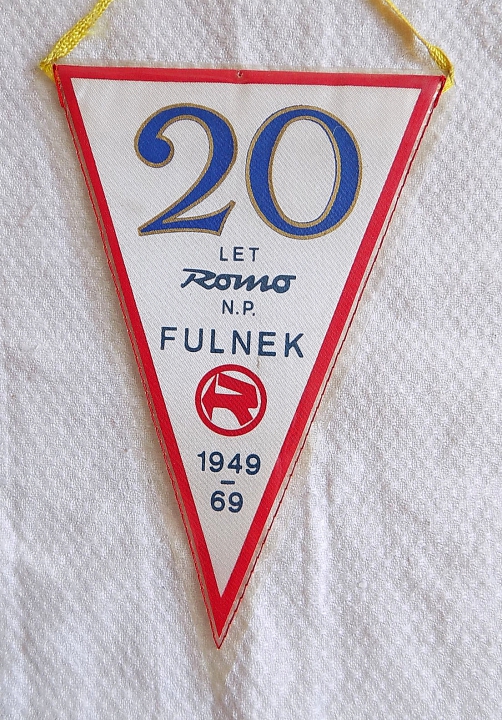 20
LET
Romo
N.P.
FULNEK
1949
–
69